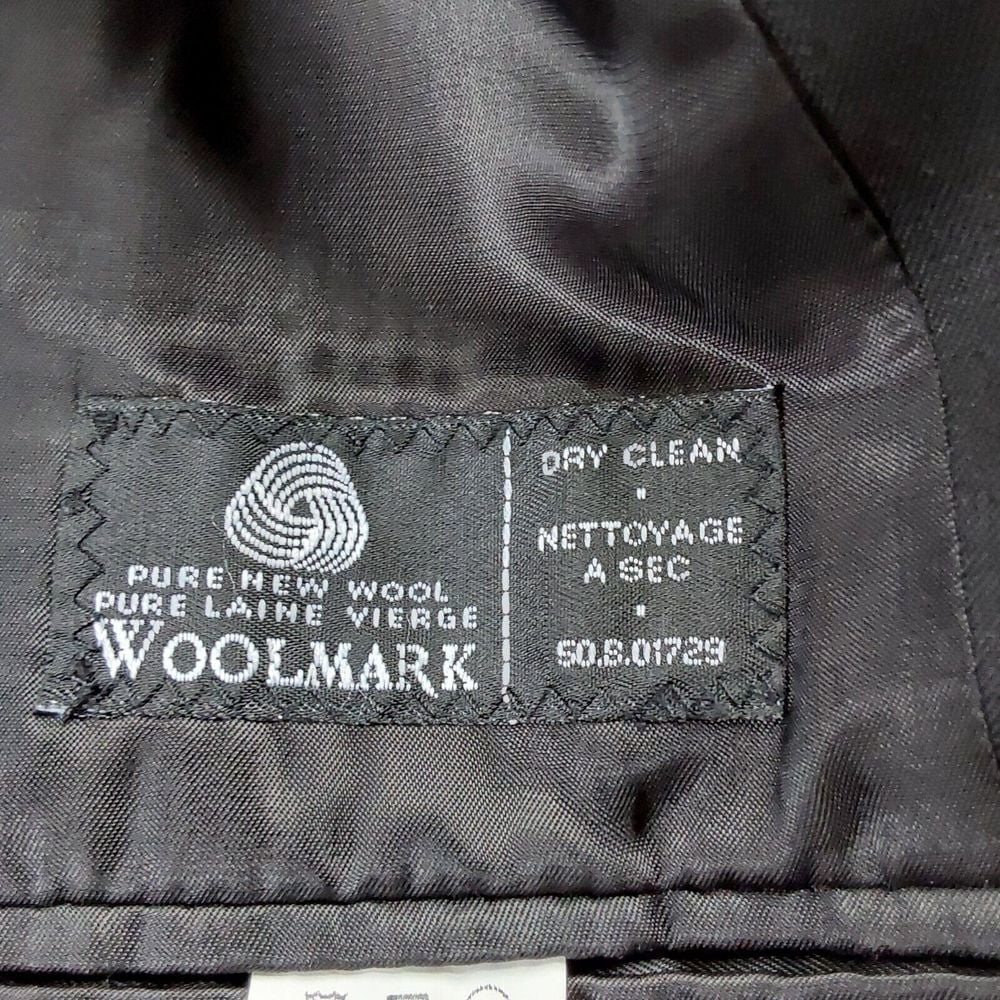 PURE NEW WOOL
PURE LAINE VIERGE
WOOLMARK
DRY CLEAN
NETTOYAGE
A SEC
50.6.01729